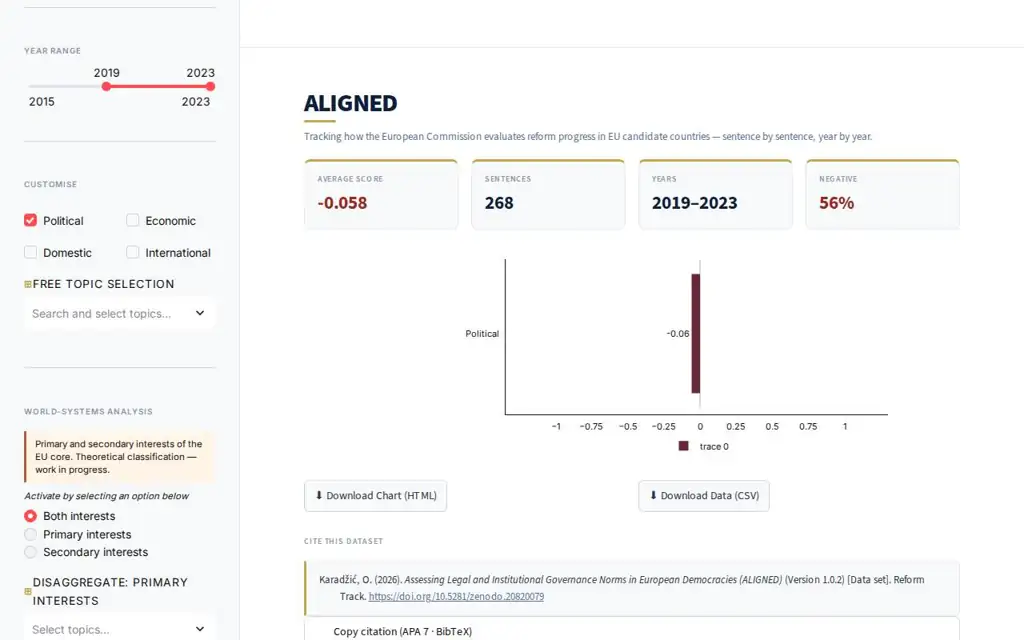 YEAR RANGE
2019 2023
2015 2023
CUSTOMISE
Political Economic
Domestic International
FREE TOPIC SELECTION
Search and select topics...
WORLD-SYSTEMS ANALYSIS
Primary and secondary interests of the
EU core. Theoretical classification —
work in progress.
Activate by selecting an option below
Both interests
Primary interests
Secondary interests
DISAGGREGATE: PRIMARY
INTERESTS
Select topics...
ALIGNED
Tracking how the European Commission evaluates reform progress in EU candidate countries — sentence by sentence, year by year.
AVERAGE SCORE
-0.058
SENTENCES
268
YEARS
2019–2023
NEGATIVE
56%
Political
-0.06
−1 −0.75 −0.5 −0.25 0 0.25 0.5 0.75 1
trace 0
⬇ Download Chart (HTML)
⬇ Download Data (CSV)
CITE THIS DATASET
Karadžić, O. (2026). Assessing Legal and Institutional Governance Norms in European Democracies (ALIGNED) (Version 1.0.2) [Data set]. Reform
Track. https://doi.org/10.5281/zenodo.20820079
Copy citation (APA 7 · BibTeX)